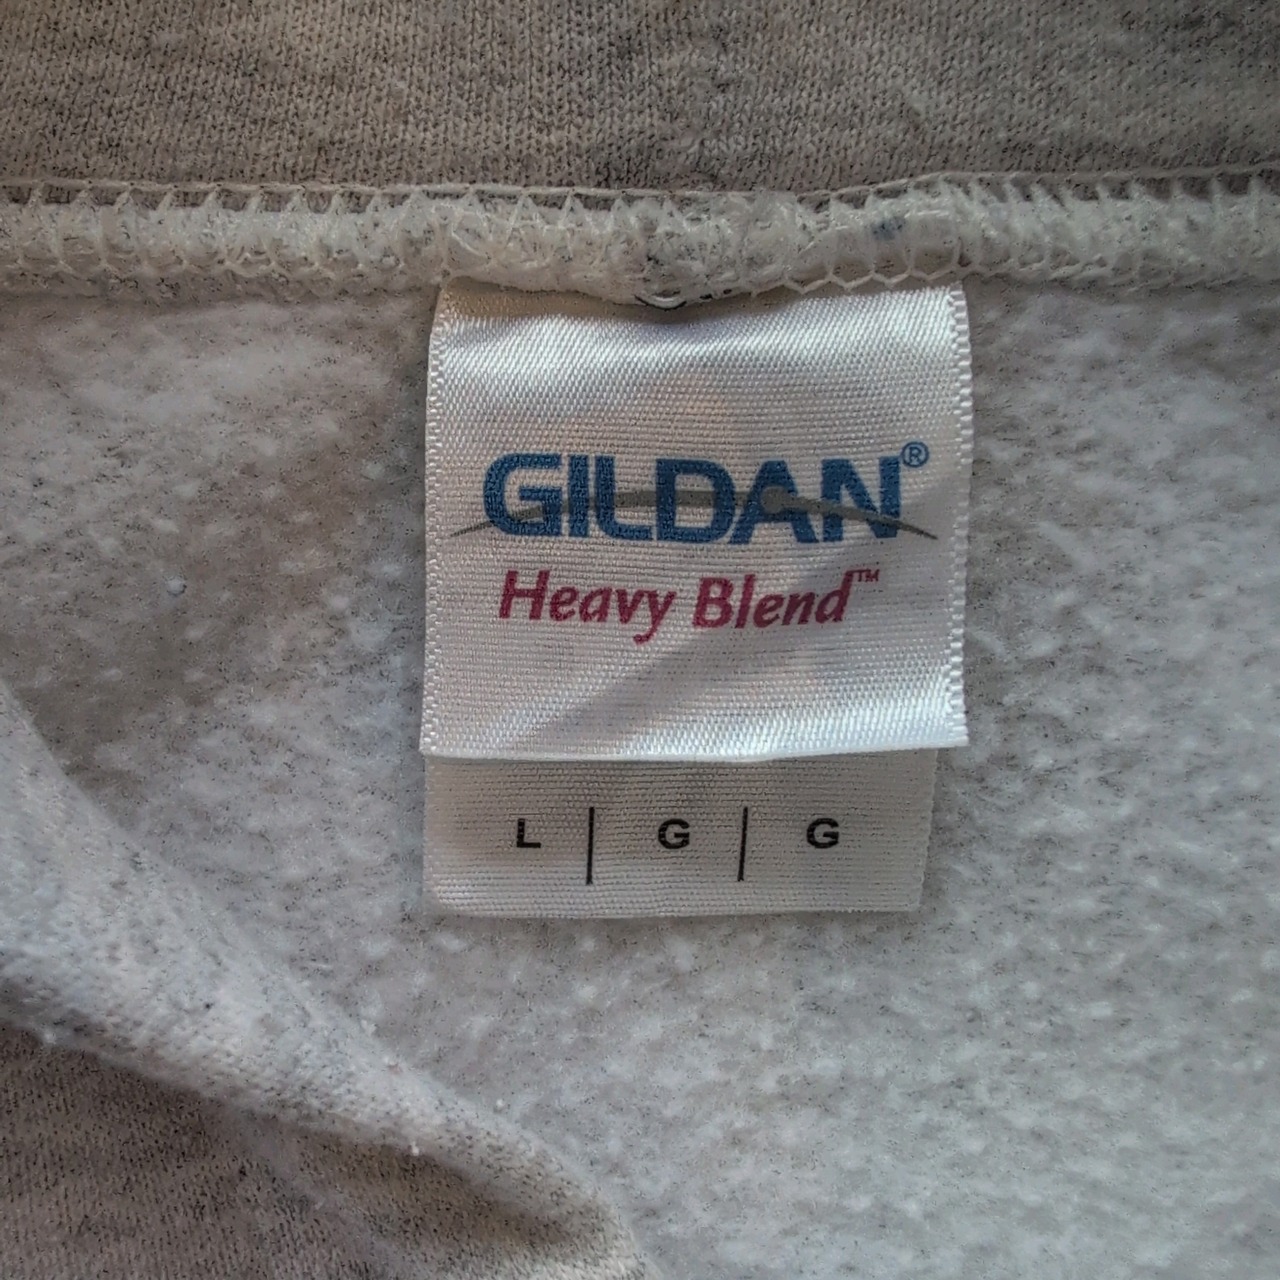 GILDAN®
Heavy Blend™
L | G | G